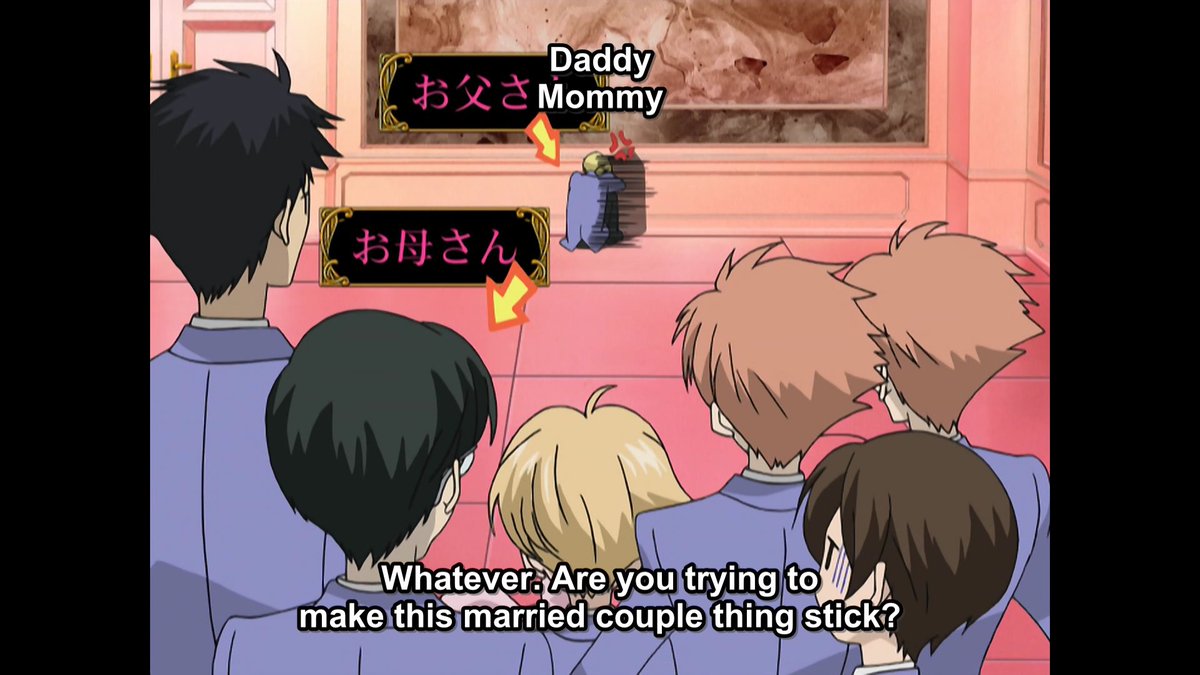 Daddy
Mommy
お父さ
お母さん
Whatever. Are you trying to
make this married couple thing stick?